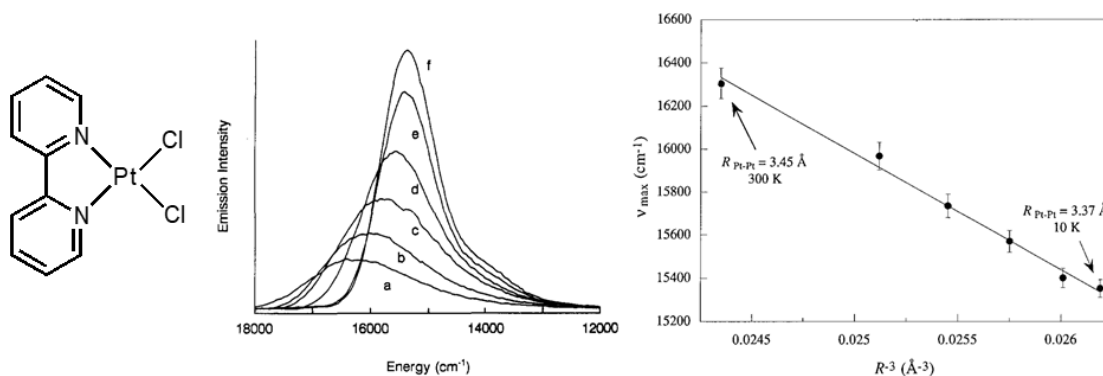 N
N
Pt
Cl
Cl
Emission Intensity
f
e
d
c
b
a
18000 16000 14000 12000
Energy (cm-1)
ν max (cm-1)
16600
16400
16200
16000
15800
15600
15400
15200
R Pt-Pt = 3.45 Å
300 K
R Pt-Pt = 3.37 Å
10 K
0.0245 0.025 0.0255 0.026
R-3 (Å-3)